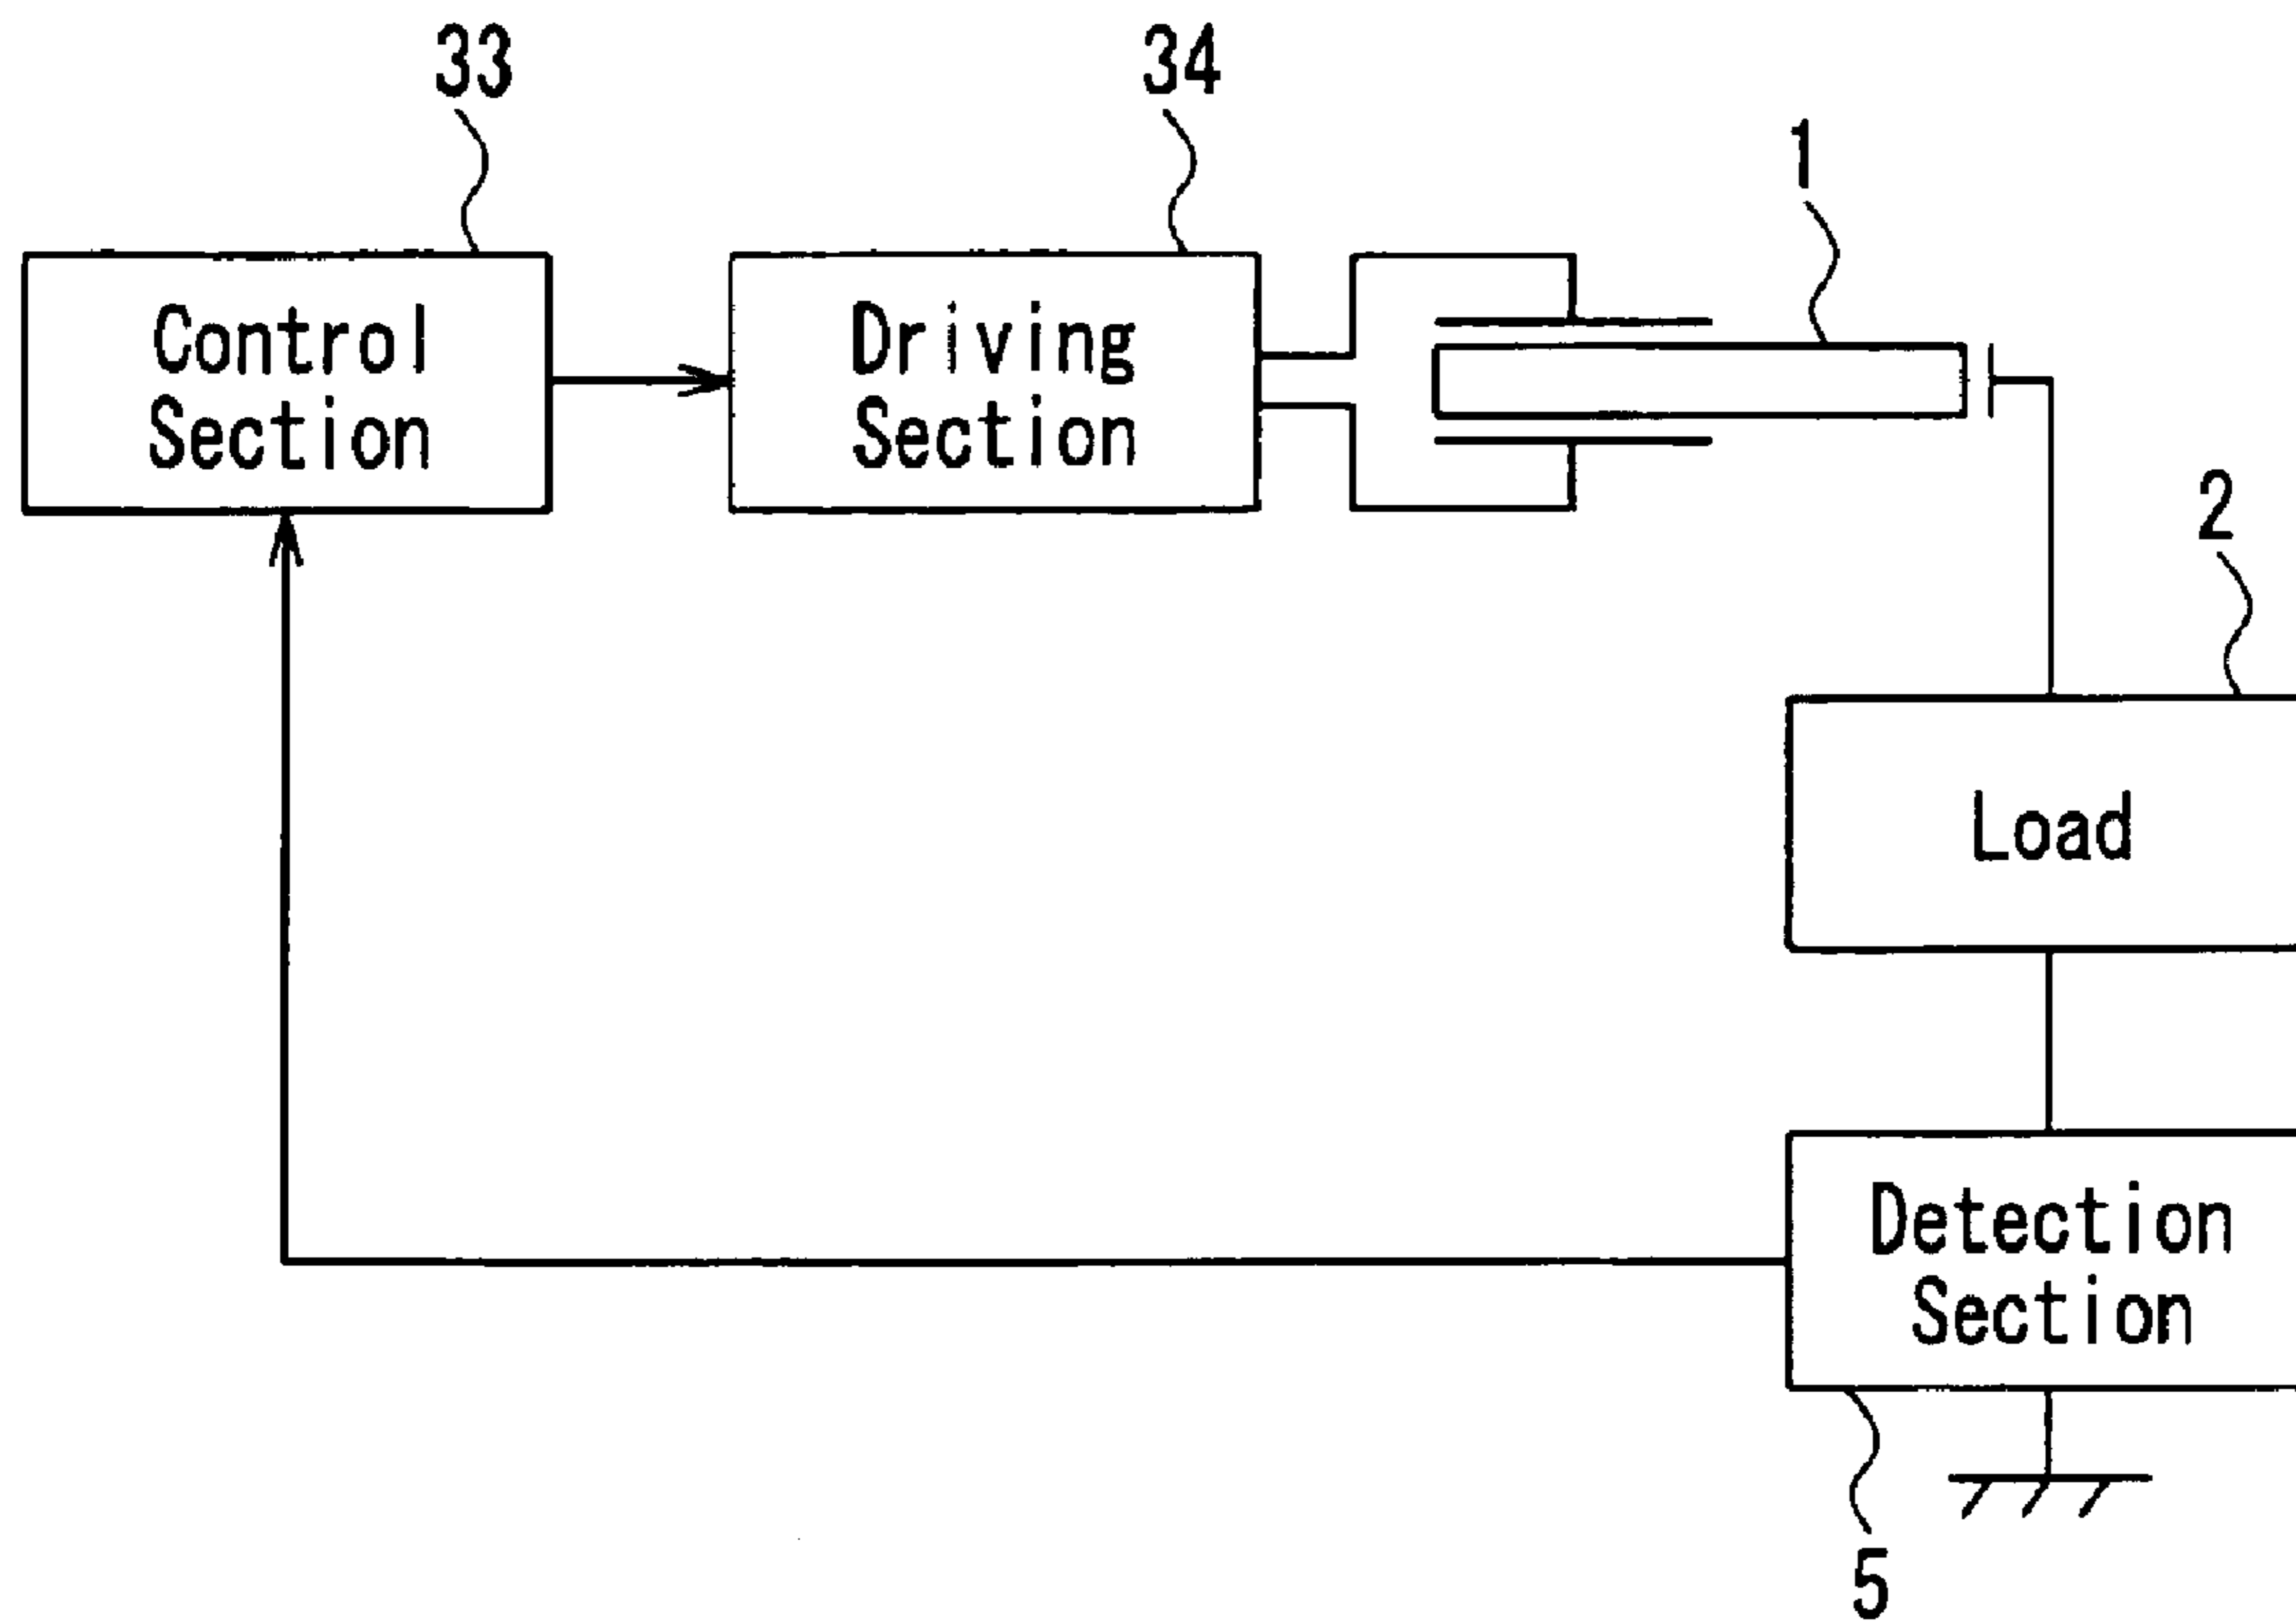 33
34
1
Control
Section
Driving
Section
2
Load
Detection
Section
5